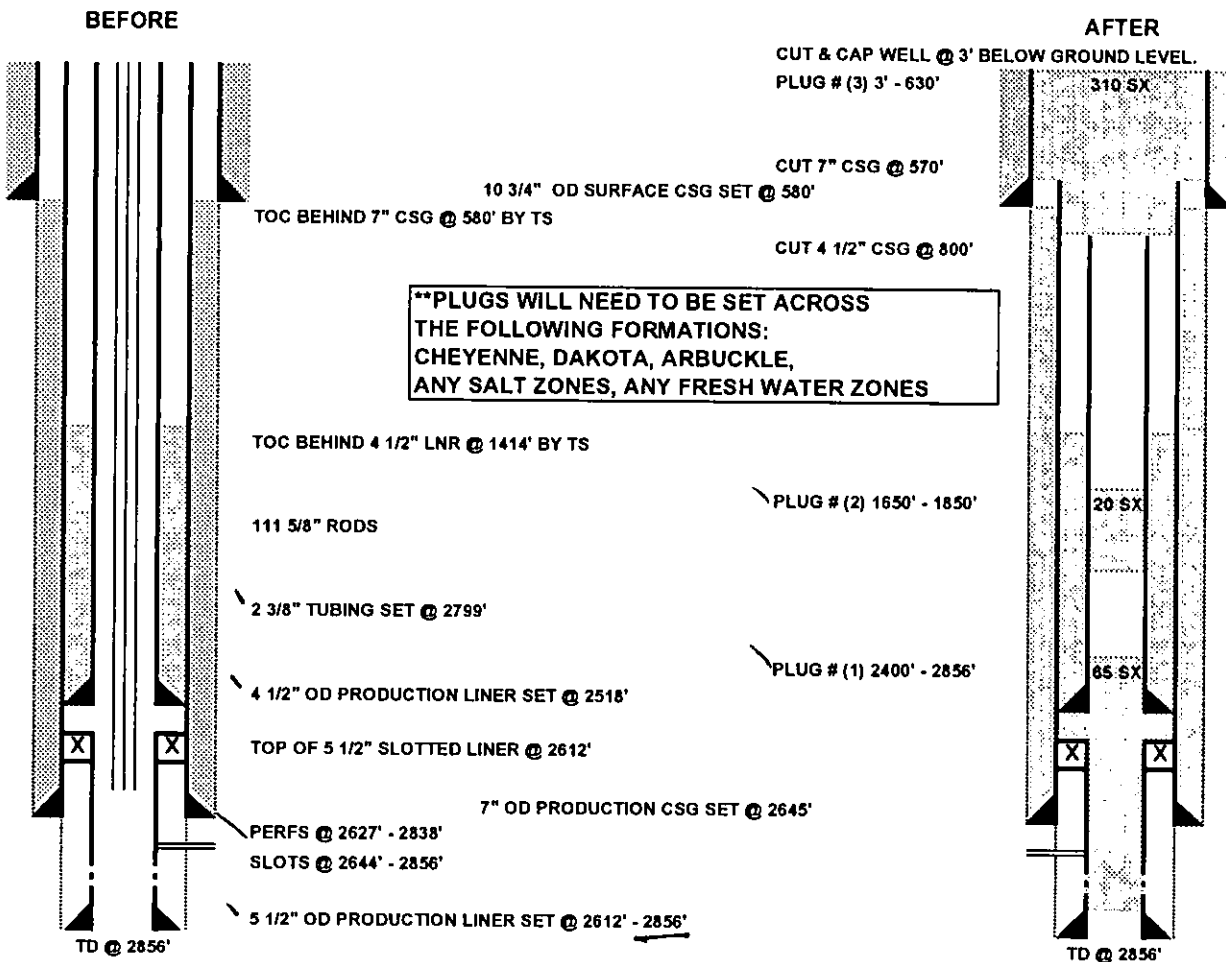 BEFORE
AFTER
CUT & CAP WELL @ 3' BELOW GROUND LEVEL.
PLUG # (3) 3' - 630'
310 SX
CUT 7" CSG @ 570'
10 3/4" OD SURFACE CSG SET @ 580'
TOC BEHIND 7" CSG @ 580' BY TS
CUT 4 1/2" CSG @ 800'
**PLUGS WILL NEED TO BE SET ACROSS
THE FOLLOWING FORMATIONS:
CHEYENNE, DAKOTA, ARBUCKLE,
ANY SALT ZONES, ANY FRESH WATER ZONES
TOC BEHIND 4 1/2" LNR @ 1414' BY TS
PLUG # (2) 1650' - 1850'
20 SX
111 5/8" RODS
2 3/8" TUBING SET @ 2799'
PLUG # (1) 2400' - 2856'
65 SX
4 1/2" OD PRODUCTION LINER SET @ 2518'
X X
TOP OF 5 1/2" SLOTTED LINER @ 2612'
X X
7" OD PRODUCTION CSG SET @ 2645'
PERFS @ 2627' - 2838'
SLOTS @ 2644' - 2856'
5 1/2" OD PRODUCTION LINER SET @ 2612' - 2856'
TD @ 2856'
TD @ 2856'